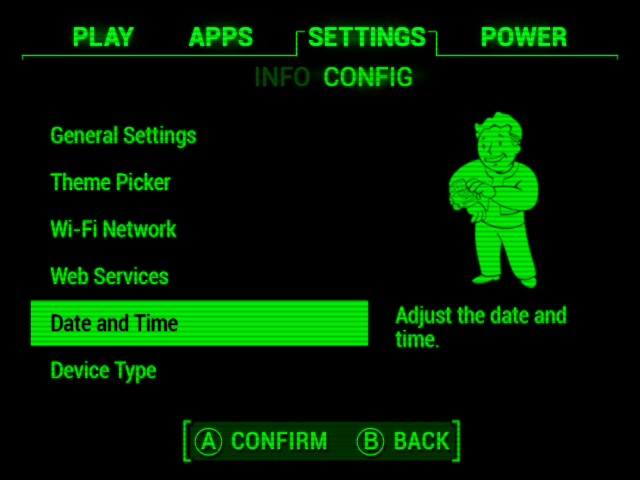 PLAY APPS SETTINGS POWER
INFO CONFIG
General Settings
Theme Picker
Wi-Fi Network
Web Services
Date and Time
Device Type
Adjust the date and
time.
A CONFIRM B BACK